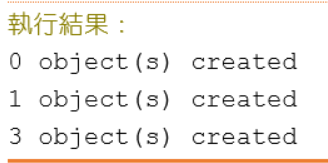 執行結果：
0 object(s) created
1 object(s) created
3 object(s) created